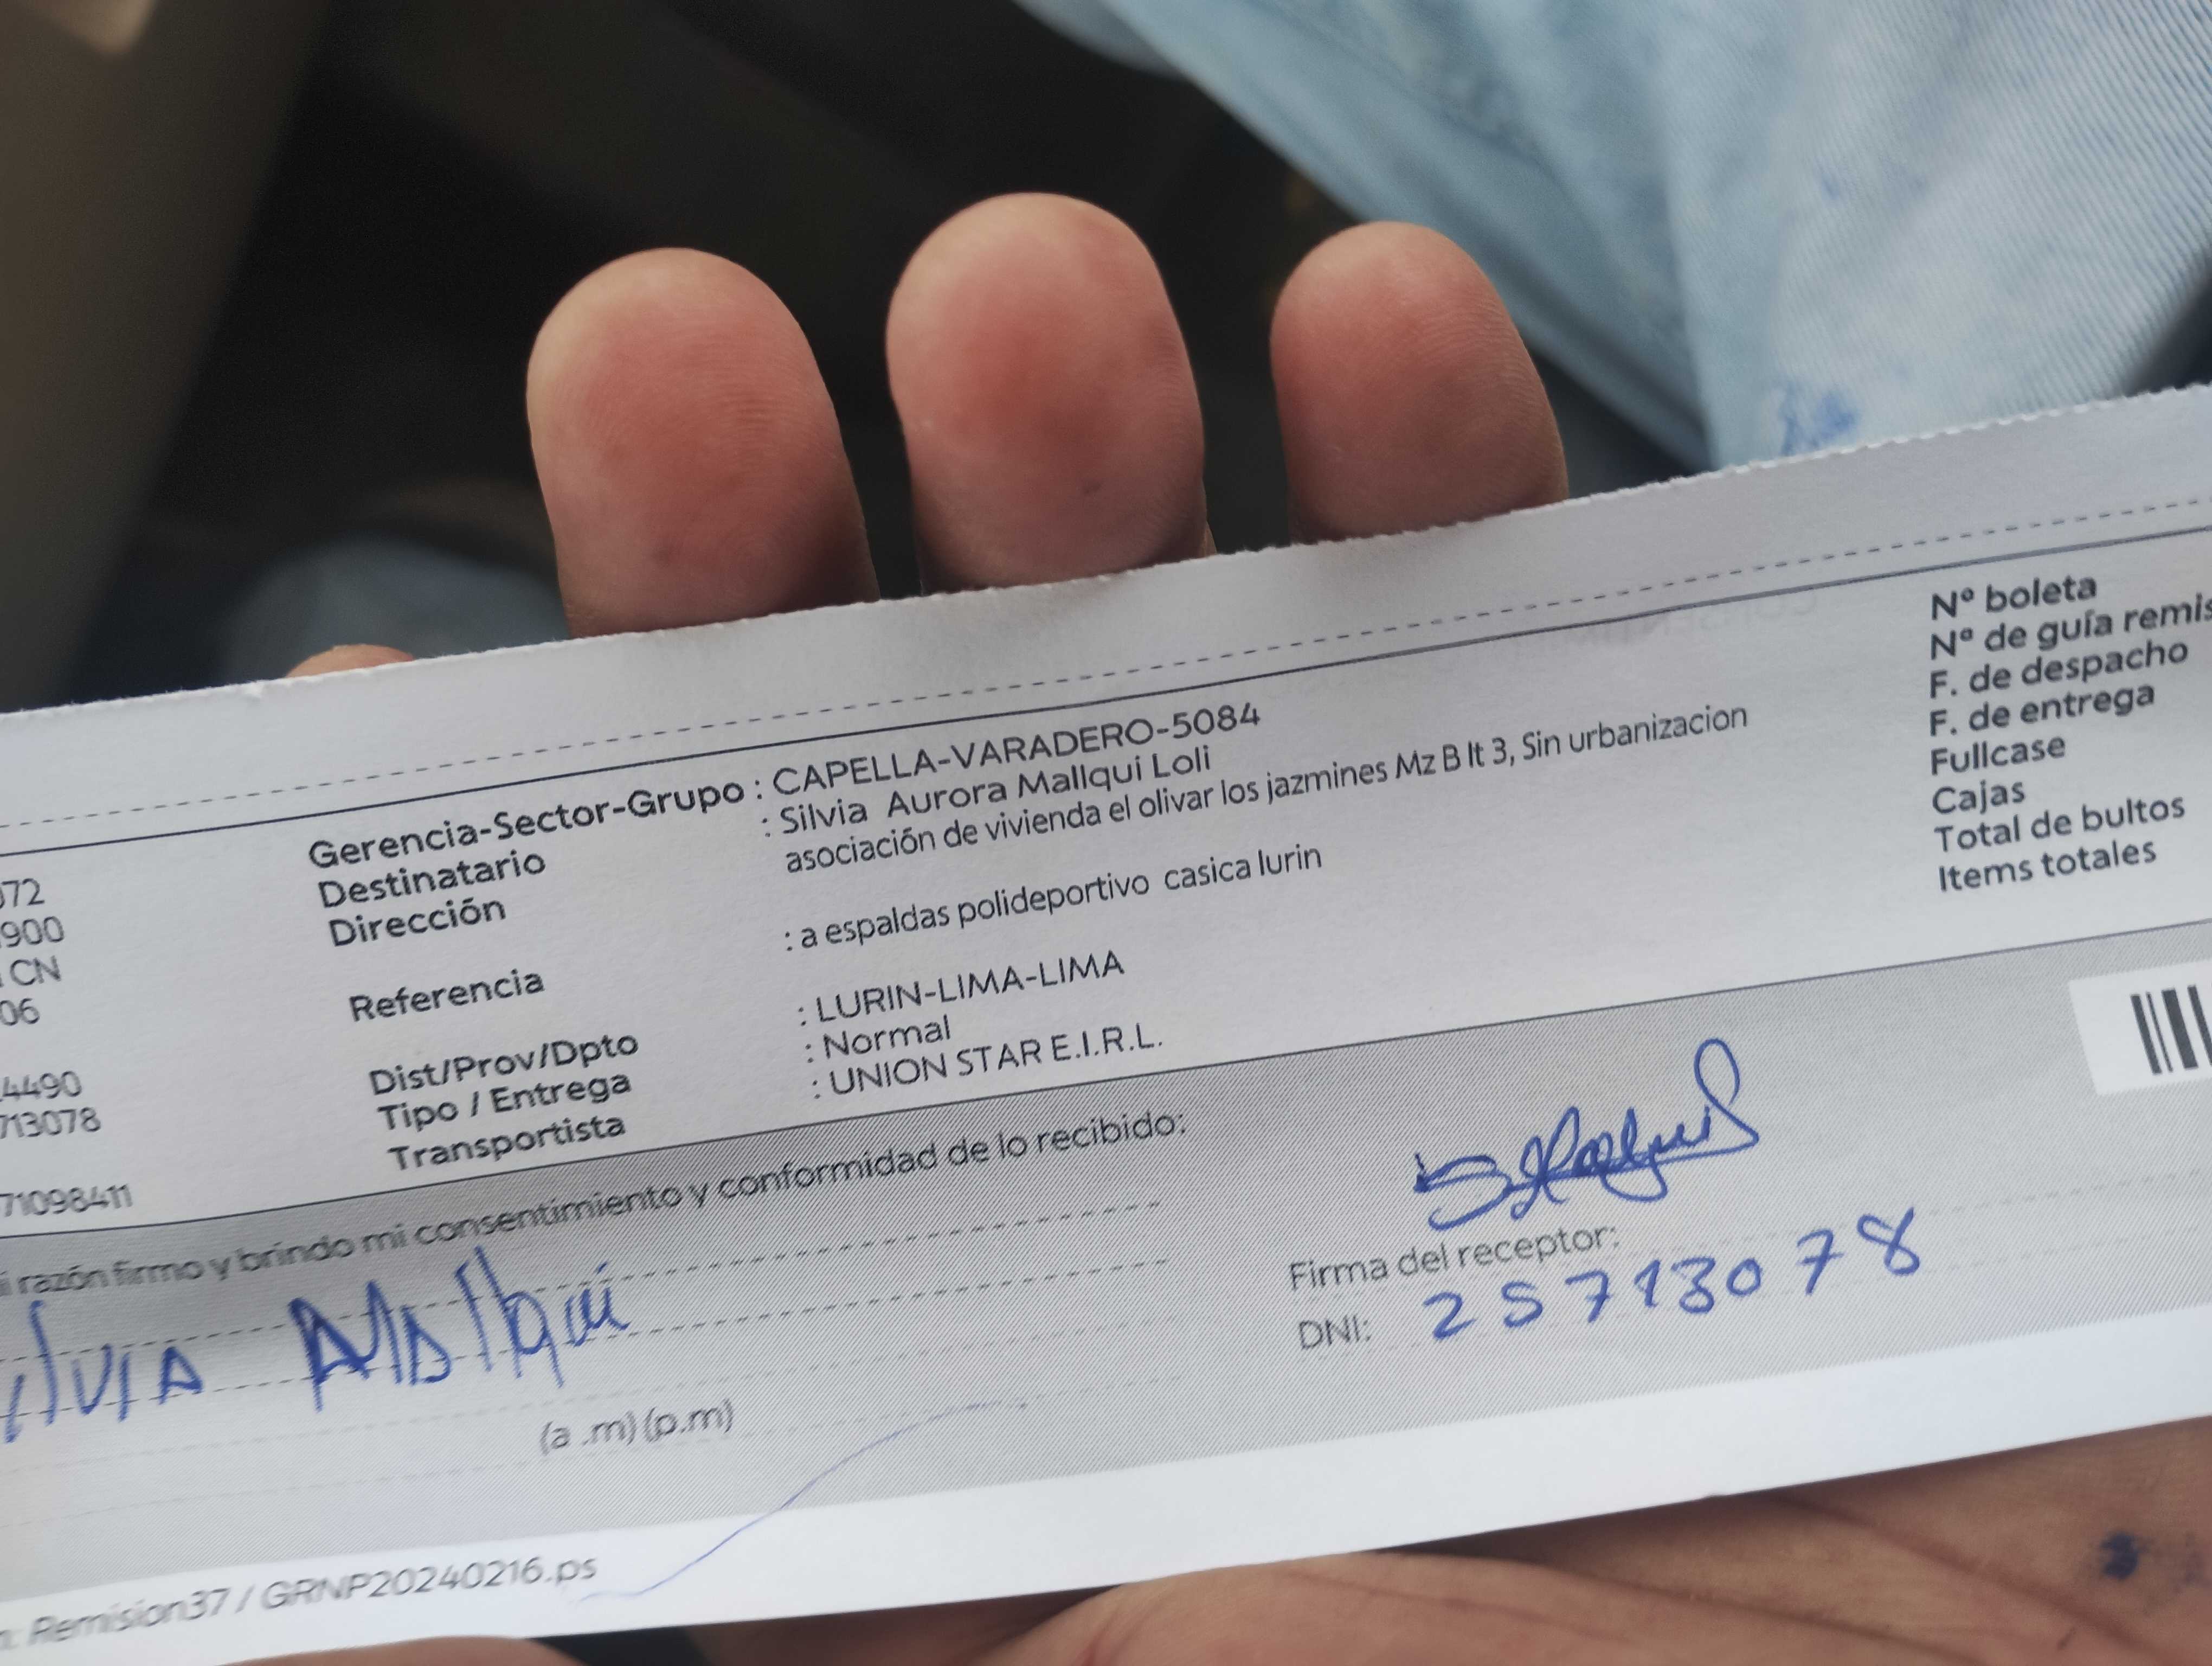 Gerencia-Sector-Grupo : CAPELLA-VARADERO-5084
072 Destinatario : Silvia Aurora Mallqui Loli
900 Dirección asociación de vivienda el olivar los jazmines Mz B lt 3, Sin urbanizacion
CN
06 Referencia : a espaldas polideportivo casica lurin
4490 Dist/Prov/Dpto : LURIN-LIMA-LIMA
713078 Tipo / Entrega : Normal
Transportista : UNION STAR E.I.R.L.
71098411
Nº boleta
Nº de guía remis
F. de despacho
F. de entrega
Fullcase
Cajas
Total de bultos
Items totales
i razón firmo y brindo mi consentimiento y conformidad de lo recibido:
ilvia Mallqui
(a .m) (p.m)
Firma del receptor:
DNI: 25713078
n: Remision37 / GRNP20240216.ps